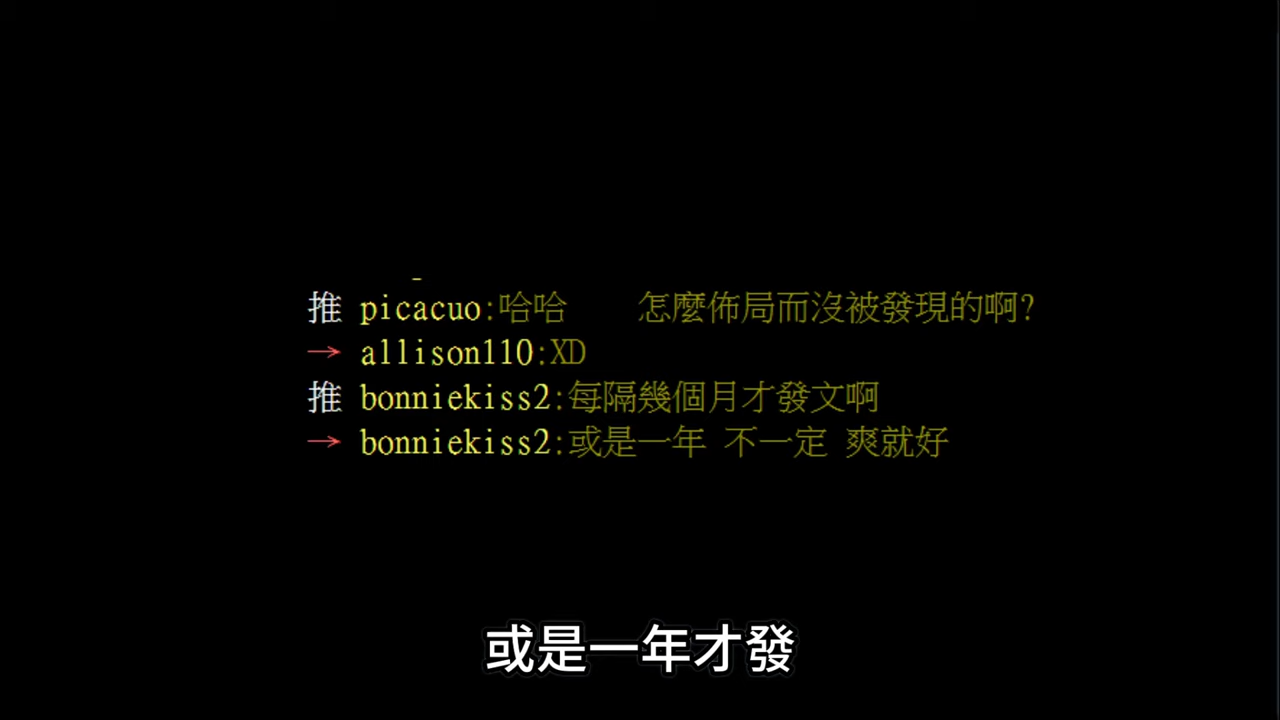 推 picacuo:哈哈　　怎麼佈局而沒被發現的啊?
→ allison110:XD
推 bonniekiss2:每隔幾個月才發文啊
→ bonniekiss2:或是一年 不一定 爽就好
或是一年才發